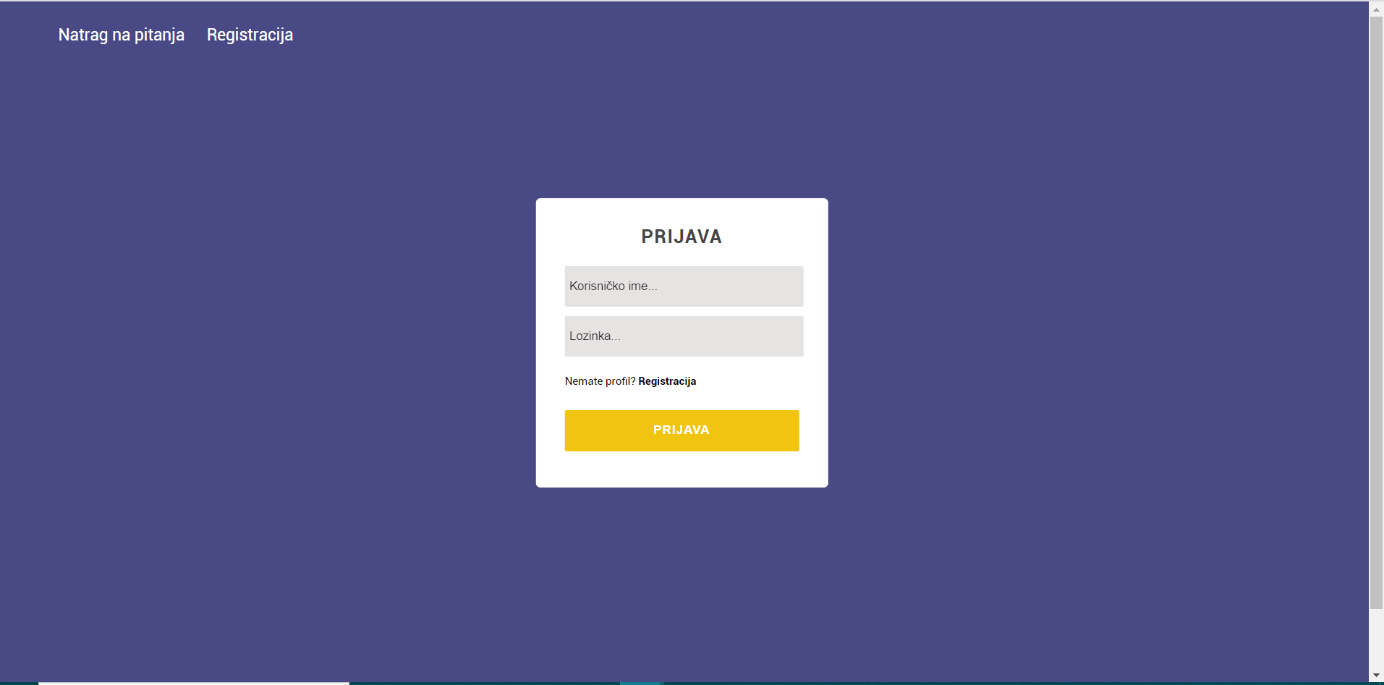 Natrag na pitanja Registracija
PRIJAVA
Korisničko ime...
Lozinka...
Nemate profil? Registracija
PRIJAVA